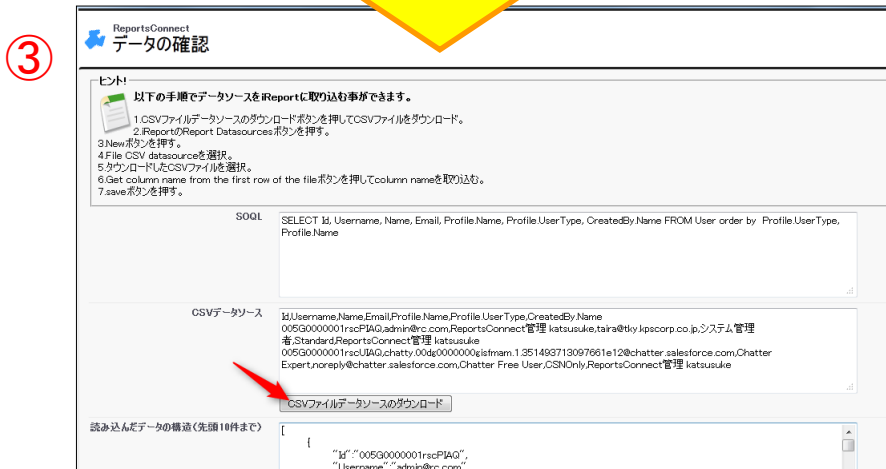 ③
ReportsConnect
データの確認
ヒント!
以下の手順でデータソースをiReportに取り込む事ができます。
1.CSVファイルデータソースのダウンロードボタンを押してCSVファイルをダウンロード。
2.iReportのReport Datasourcesボタンを押す。
3.Newボタンを押す。
4.File CSV datasourceを選択。
5.ダウンロードしたCSVファイルを選択。
6.Get column name from the first row of the fileボタンを押してcolumn nameを取り込む。
7.saveボタンを押す。
SOQL
SELECT Id, Username, Name, Email, Profile.Name, Profile.UserType, CreatedBy.Name FROM User order by Profile.UserType,
Profile.Name
CSVデータソース
Id,Username,Name,Email,Profile.Name,Profile.UserType,CreatedBy.Name
005G0000001rscPIAQ,admin@rc.com,ReportsConnect管理 katsusuke,taira@tky.kpscorp.co.jp,システム管理
者,Standard,ReportsConnect管理 katsusuke
005G0000001rscUIAQ,chatty.00dg0000000gisfmam.1.351493713097661e12@chatter.salesforce.com,Chatter
Expert,noreply@chatter.salesforce.com,Chatter Free User,CSNOnly,ReportsConnect管理 katsusuke
CSVファイルデータソースのダウンロード
読み込んだデータの構造(先頭10件まで)
[
{
"Id":"005G0000001rscPIAQ",
"Username":"admin@rc.com"